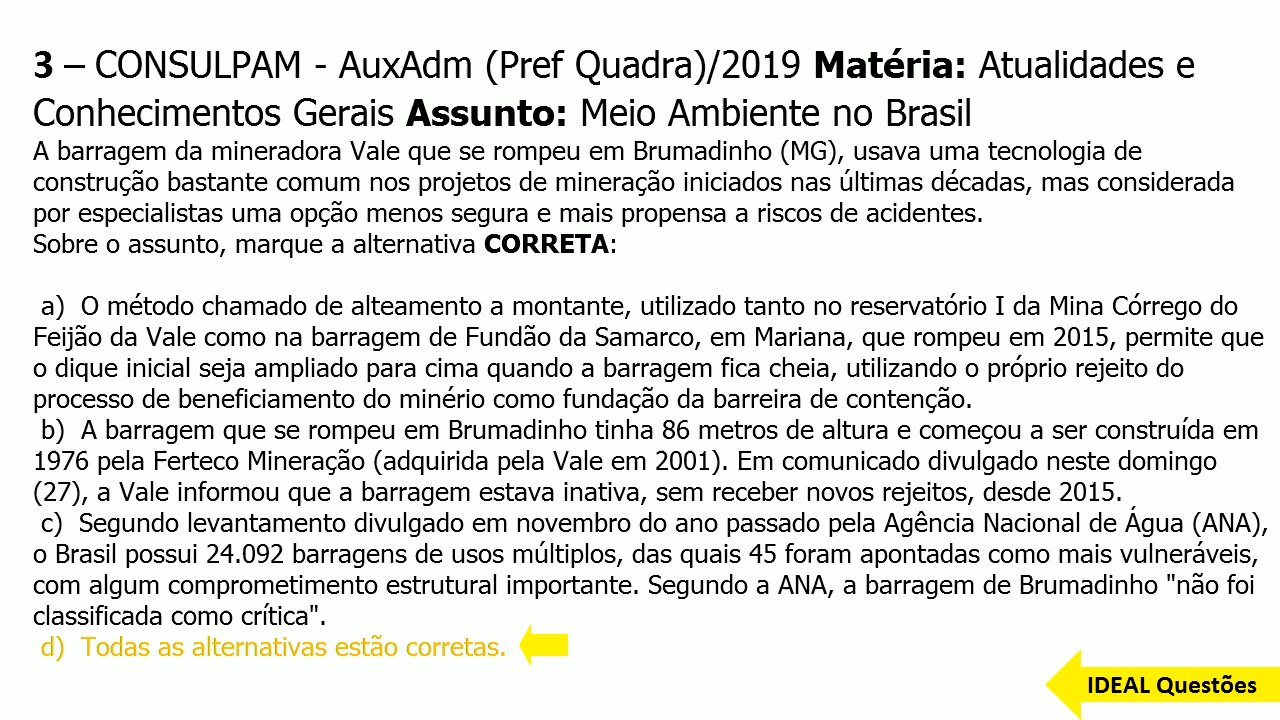 3 – CONSULPAM - AuxAdm (Pref Quadra)/2019 Matéria: Atualidades e
Conhecimentos Gerais Assunto: Meio Ambiente no Brasil
A barragem da mineradora Vale que se rompeu em Brumadinho (MG), usava uma tecnologia de
construção bastante comum nos projetos de mineração iniciados nas últimas décadas, mas considerada
por especialistas uma opção menos segura e mais propensa a riscos de acidentes.
Sobre o assunto, marque a alternativa CORRETA:
a) O método chamado de alteamento a montante, utilizado tanto no reservatório I da Mina Córrego do
Feijão da Vale como na barragem de Fundão da Samarco, em Mariana, que rompeu em 2015, permite que
o dique inicial seja ampliado para cima quando a barragem fica cheia, utilizando o próprio rejeito do
processo de beneficiamento do minério como fundação da barreira de contenção.
b) A barragem que se rompeu em Brumadinho tinha 86 metros de altura e começou a ser construída em
1976 pela Ferteco Mineração (adquirida pela Vale em 2001). Em comunicado divulgado neste domingo
(27), a Vale informou que a barragem estava inativa, sem receber novos rejeitos, desde 2015.
c) Segundo levantamento divulgado em novembro do ano passado pela Agência Nacional de Água (ANA),
o Brasil possui 24.092 barragens de usos múltiplos, das quais 45 foram apontadas como mais vulneráveis,
com algum comprometimento estrutural importante. Segundo a ANA, a barragem de Brumadinho "não foi
classificada como crítica".
d) Todas as alternativas estão corretas.
IDEAL Questões